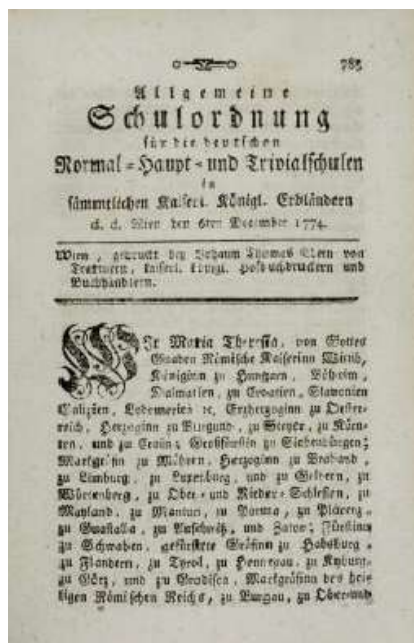 785
Allgemeine
Schulordnung
für die deutschen
Normal- Haupt- und Trivialschulen
in
sämmtlichen Kaiserl. Königl. Erbländern
d. d. Wien den 6ten December 1774.
Wien, gedruckt bey Johann Thomas Edlen von
Trattnern, kaiserl. königl. Hofbuchdruckern und
Buchhändlern.
Wir Maria Theresia, von Gottes
Gnaden Römische Kaiserinn Wittib,
Königinn zu Hungarn, Böheim,
Dalmatien, zu Croatien, Slavonien
Galizien, Lodomerien ꝛc, Erzherzoginn zu Oester-
reich, Herzoginn zu Burgund, zu Steyer, zu Kärn-
ten, und zu Crain; Großfürstin zu Siebenbürgen;
Markgräfin zu Mähren, Herzoginn zu Braband,
zu Limburg, zu Luxenburg, und zu Geldern, zu
Würtenberg, zu Ober- und Nieder-Schlesien, zu
Mayland, zu Mantua, zu Parma, zu Placenz,
zu Guastalla, zu Auschwitz, und Zator; Fürstinn
zu Schwaben, gefürstete Gräfinn zu Habsburg,
zu Flandern, zu Tyrol, zu Hennegau, zu Kyburg,
zu Görz, und zu Gradisca, Markgräfinn des hei-
ligen Römischen Reichs, zu Burgau, zu Ober-und